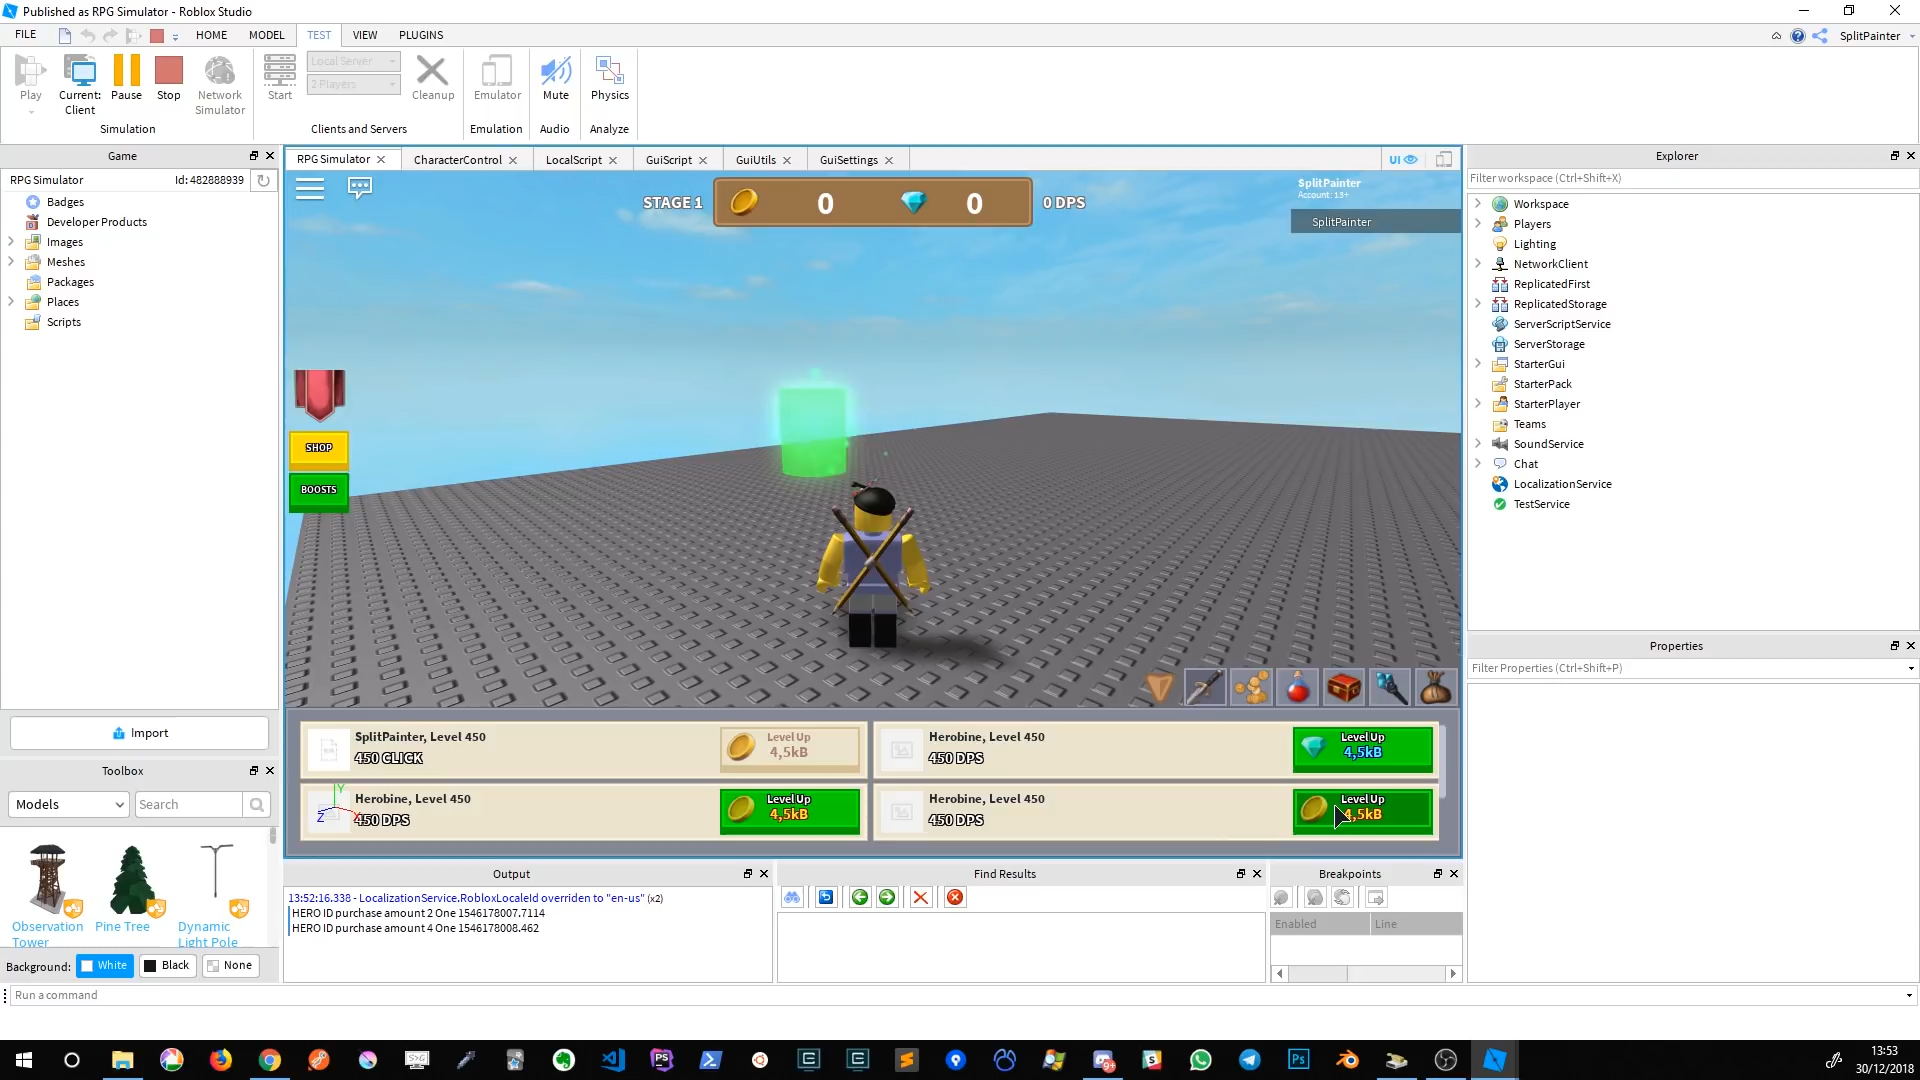 Published as RPG Simulator - Roblox Studio
FILE
HOME
MODEL
TEST
VIEW
PLUGINS
SplitPainter
Play
Current:
Client
Pause
Stop
Network
Simulator
Simulation
Start
Local Server
2 Players
Cleanup
Clients and Servers
Emulator
Emulation
Mute
Audio
Physics
Analyze
Game
RPG Simulator
Id: 482888939
Badges
Developer Products
Images
Meshes
Packages
Places
Scripts
Import
Toolbox
Models
Search
Observation
Tower
Pine Tree
Dynamic
Light Pole
Background:
White
Black
None
Run a command
RPG Simulator
CharacterControl
LocalScript
GuiScript
GuiUtils
GuiSettings
UI
STAGE 1
0
0
0 DPS
SplitPainter
Account: 13+
SplitPainter
SHOP
BOOSTS
SplitPainter, Level 450
450 CLICK
Level Up
4,5kB
Herobine, Level 450
450 DPS
Level Up
4,5kB
Herobine, Level 450
450 DPS
Level Up
4,5kB
Herobine, Level 450
450 DPS
Level Up
4,5kB
Y
Z
X
Output
13:52:16.338 - LocalizationService.RobloxLocaleId overriden to "en-us" (x2)
HERO ID purchase amount 2 One 1546178007.7114
HERO ID purchase amount 4 One 1546178008.462
Find Results
Breakpoints
Enabled
Line
Explorer
Filter workspace (Ctrl+Shift+X)
Workspace
Players
Lighting
NetworkClient
ReplicatedFirst
ReplicatedStorage
ServerScriptService
ServerStorage
StarterGui
StarterPack
StarterPlayer
Teams
SoundService
Chat
LocalizationService
TestService
Properties
Filter Properties (Ctrl+Shift+P)
13:53
30/12/2018